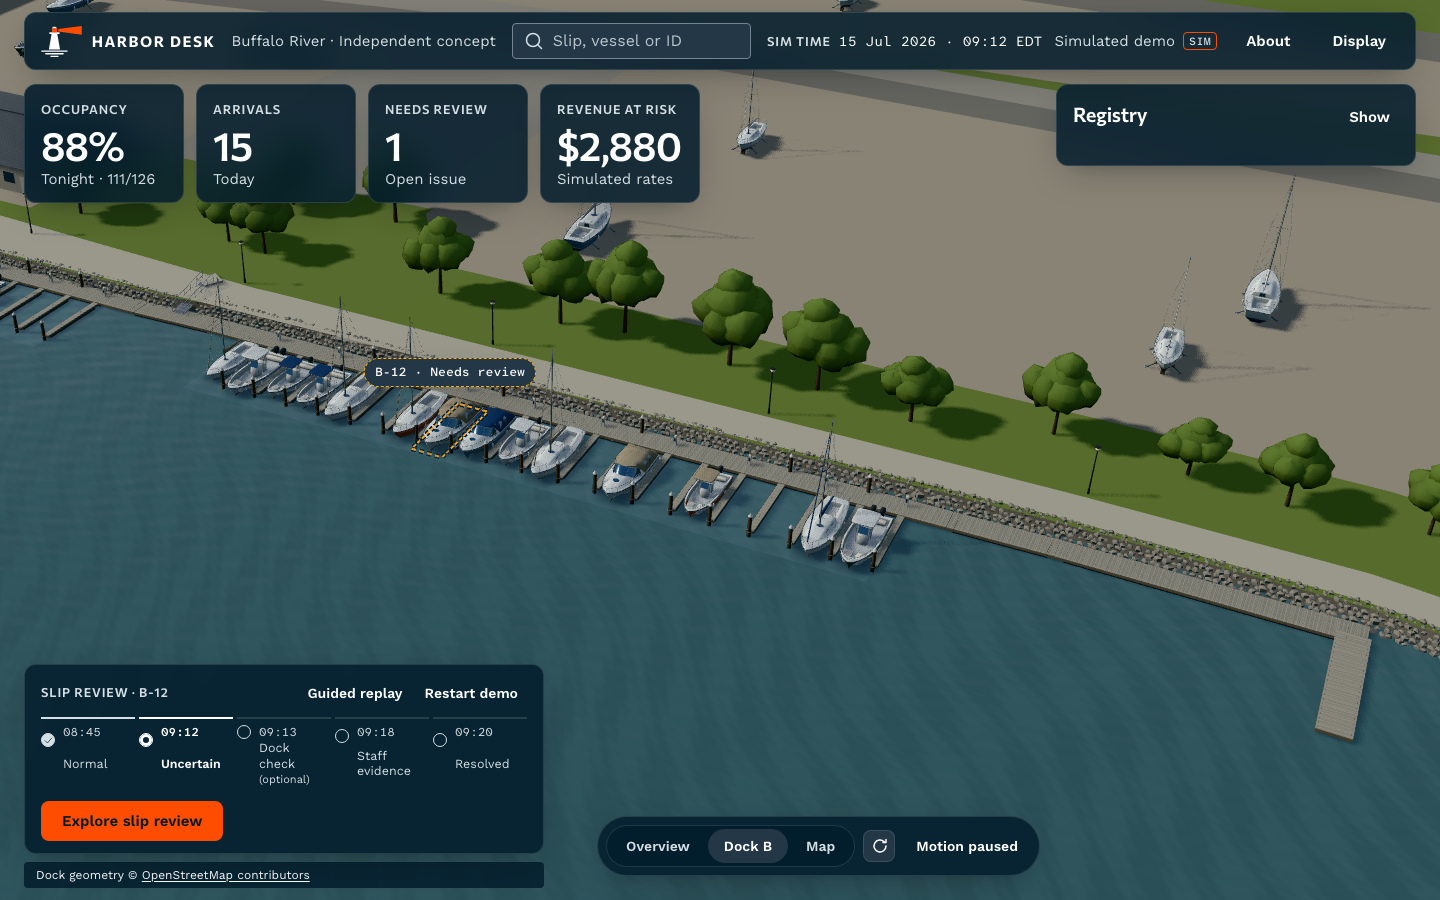 HARBOR DESK
Buffalo River · Independent concept
Slip, vessel or ID
SIM TIME 15 Jul 2026 · 09:12 EDT
Simulated demo SIM
About
Display
OCCUPANCY
88%
Tonight · 111/126
ARRIVALS
15
Today
NEEDS REVIEW
1
Open issue
REVENUE AT RISK
$2,880
Simulated rates
Registry
Show
B-12 · Needs review
SLIP REVIEW · B-12
Guided replay
Restart demo
08:45
Normal
09:12
Uncertain
09:13
Dock
check
(optional)
09:18
Staff
evidence
09:20
Resolved
Explore slip review
Dock geometry © OpenStreetMap contributors
Overview
Dock B
Map
Motion paused